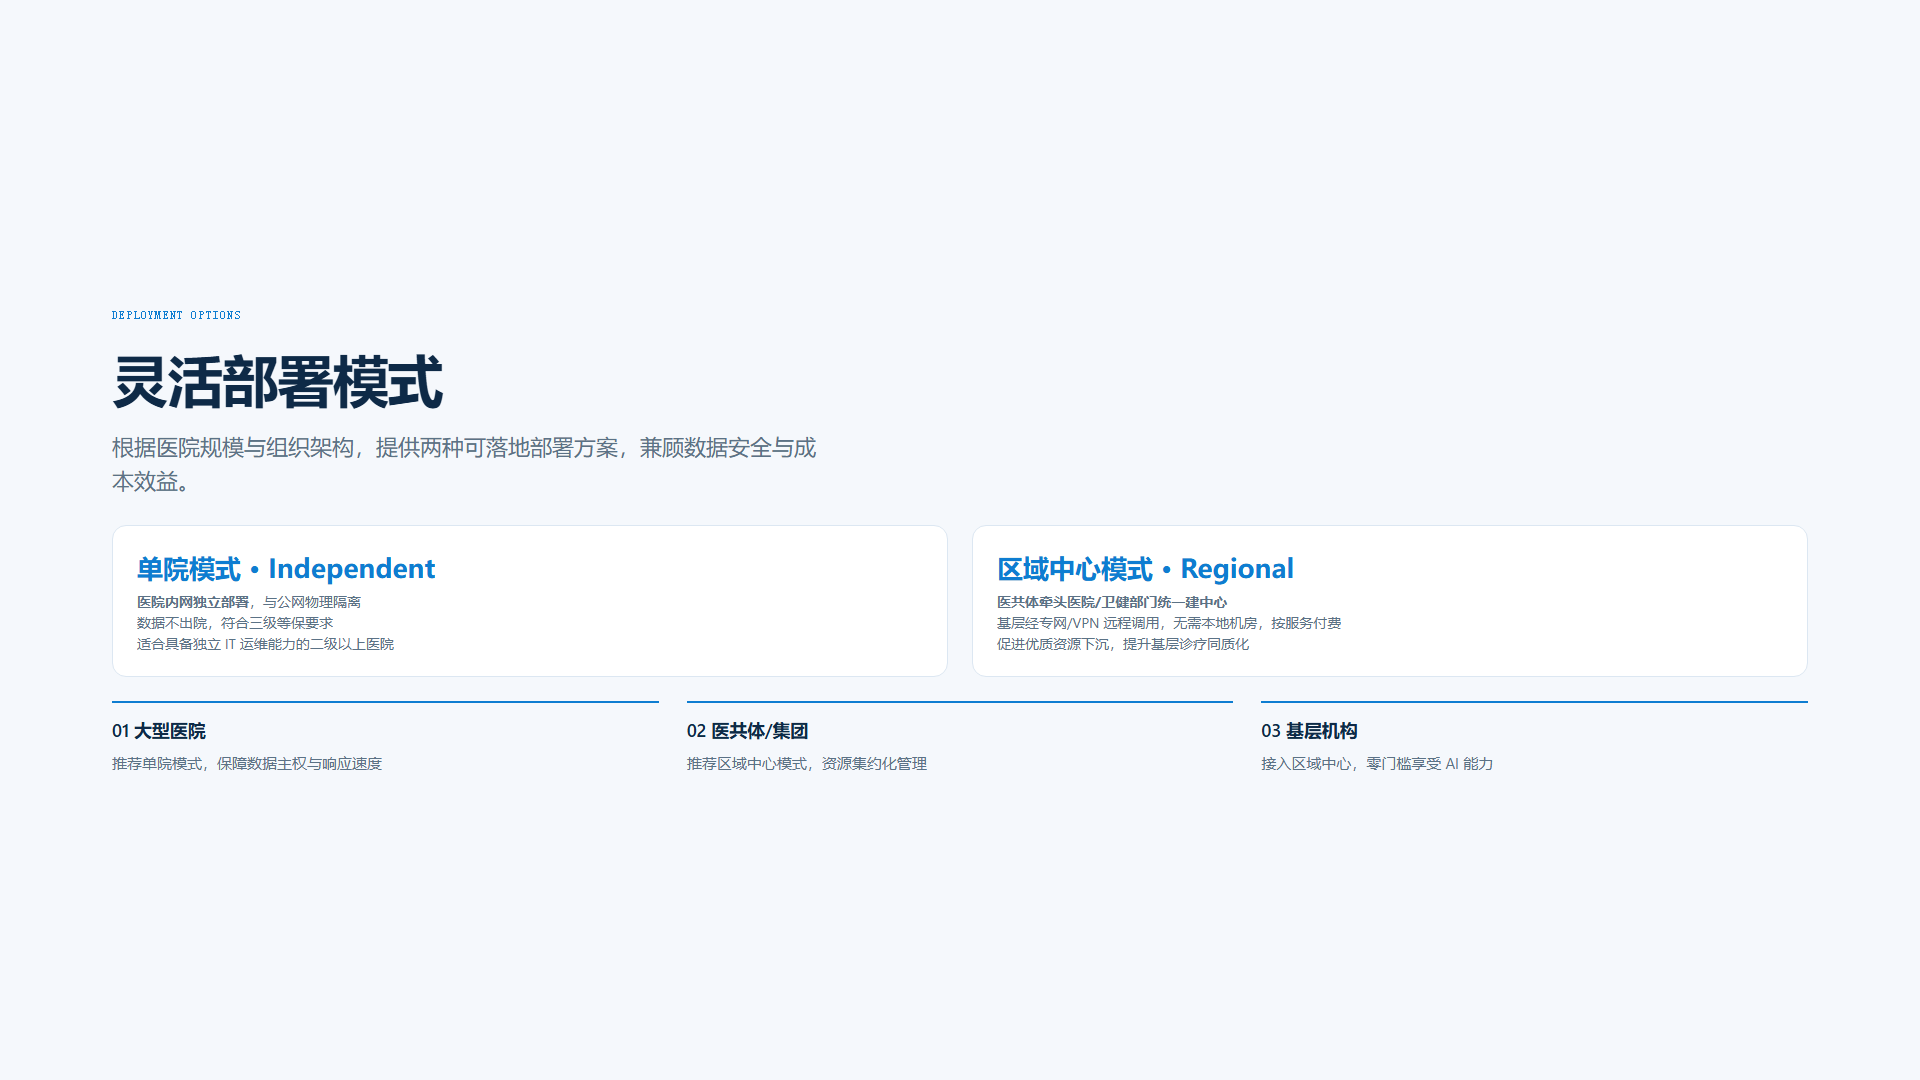 DEPLOYMENT OPTIONS
灵活部署模式
根据医院规模与组织架构，提供两种可落地部署方案，兼顾数据安全与成
本效益。
单院模式 · Independent
医院内网独立部署，与公网物理隔离
数据不出院，符合三级等保要求
适合具备独立 IT 运维能力的二级以上医院
区域中心模式 · Regional
医共体牵头医院/卫健部门统一建中心
基层经专网/VPN 远程调用，无需本地机房，按服务付费
促进优质资源下沉，提升基层诊疗同质化
01 大型医院
推荐单院模式，保障数据主权与响应速度
02 医共体/集团
推荐区域中心模式，资源集约化管理
03 基层机构
接入区域中心，零门槛享受 AI 能力